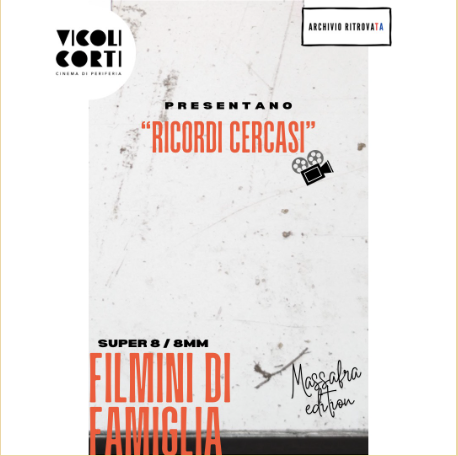 VICOLI
CORTI
CINEMA DI PERIFERIA
ARCHIVIO RITROVATA
PRESENTANO
“RICORDI CERCASI”
SUPER 8 / 8MM
FILMINI DI
FAMIGLIA
Massafra
edition